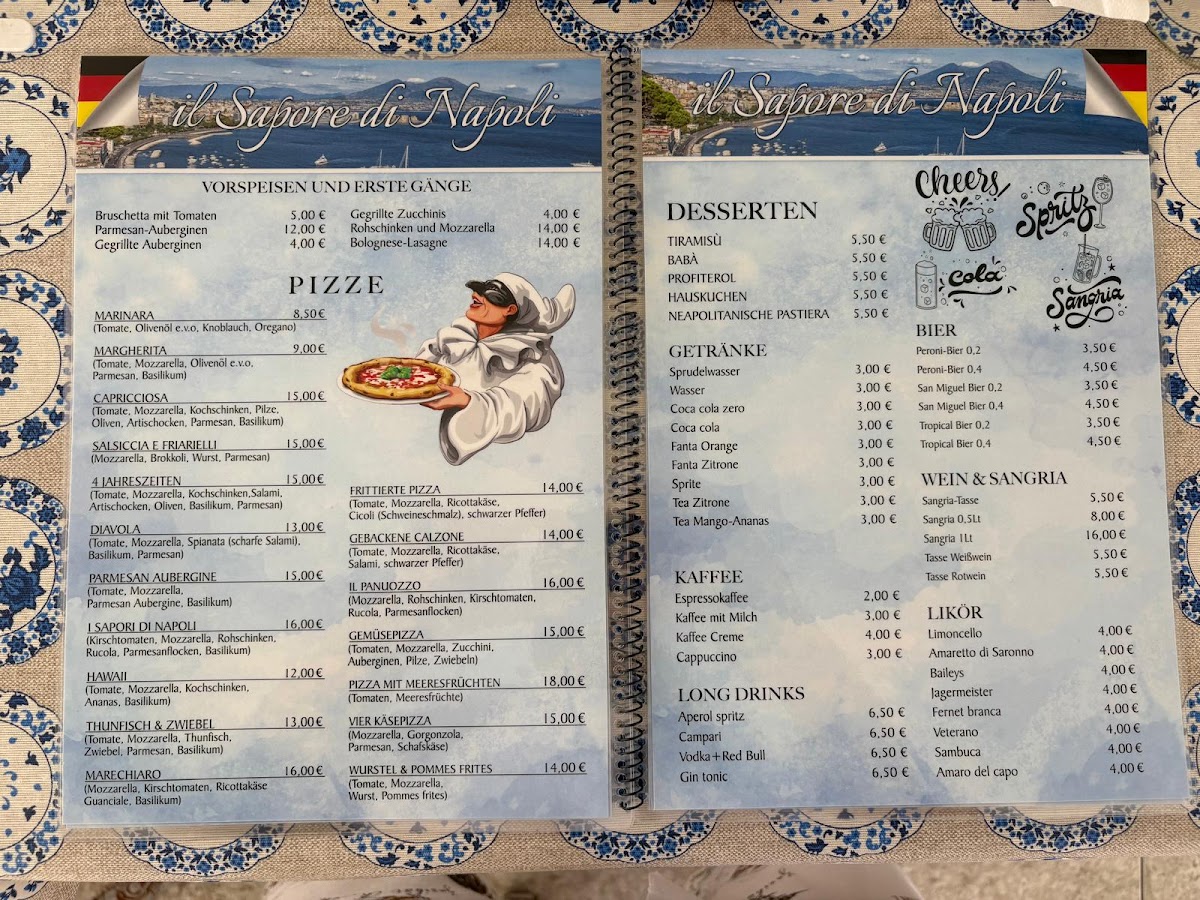 il Sapore di Napoli
VORSPEISEN UND ERSTE GÄNGE
Bruschetta mit Tomaten 5,00 €
Parmesan-Auberginen 12,00 €
Gegrillte Auberginen 4,00 €
Gegrillte Zucchinis 4,00 €
Rohschinken und Mozzarella 14,00 €
Bolognese-Lasagne 14,00 €
PIZZE
MARINARA 8,50€
(Tomate, Olivenöl e.v.o, Knoblauch, Oregano)
MARGHERITA 9,00€
(Tomate, Mozzarella, Olivenöl e.v.o.
Parmesan, Basilikum)
CAPRICCIOSA 15,00€
(Tomate, Mozzarella, Kochschinken, Pilze,
Oliven, Artischocken, Parmesan, Basilikum)
SALSICCIA E FRIARIELLI 15,00€
(Mozzarella, Brokkoli, Wurst, Parmesan)
4 JAHRESZEITEN 15,00€
(Tomate, Mozzarella, Kochschinken,Salami,
Artischocken, Oliven, Basilikum, Parmesan)
DIAVOLA 13,00€
(Tomate, Mozzarella, Spianata (scharfe Salami),
Basilikum, Parmesan)
PARMESAN AUBERGINE 15,00€
(Tomate, Mozzarella,
Parmesan Aubergine, Basilikum)
I SAPORI DI NAPOLI 16,00€
(Kirschtomaten, Mozzarella, Rohschinken,
Rucola, Parmesanflocken, Basilikum)
HAWAII 12,00€
(Tomate, Mozzarella, Kochschinken,
Ananas, Basilikum)
THUNFISCH & ZWIEBEL 13,00€
(Tomate, Mozzarella, Thunfisch,
Zwiebel, Parmesan, Basilikum)
MARECHIARO 16,00€
(Mozzarella, Kirschtomaten, Ricottakäse
Guanciale, Basilikum)
FRITTIERTE PIZZA 14,00€
(Tomate, Mozzarella, Ricottakäse,
Cicoli (Schweineschmalz), schwarzer Pfeffer)
GEBACKENE CALZONE 14,00€
(Tomate, Mozzarella, Ricottakäse,
Salami, schwarzer Pfeffer)
IL PANUOZZO 16,00€
(Mozzarella, Rohschinken, Kirschtomaten,
Rucola, Parmesanflocken)
GEMÜSEPIZZA 15,00€
(Tomaten, Mozzarella, Zucchini,
Auberginen, Pilze, Zwiebeln)
PIZZA MIT MEERESFRÜCHTEN 18,00€
(Tomaten, Meeresfrüchte)
VIER KÄSEPIZZA 15,00€
(Mozzarella, Gorgonzola,
Parmesan, Schafskäse)
WURSTEL & POMMES FRITES 14,00€
(Tomate, Mozzarella,
Wurst, Pommes frites)
il Sapore di Napoli
Cheers
Spritz
cola
Sangria
DESSERTEN
TIRAMISÙ 5,50 €
BABÀ 5,50 €
PROFITEROL 5,50 €
HAUSKUCHEN 5,50 €
NEAPOLITANISCHE PASTIERA 5,50 €
GETRÄNKE
Sprudelwasser 3,00 €
Wasser 3,00 €
Coca cola zero 3,00 €
Coca cola 3,00 €
Fanta Orange 3,00 €
Fanta Zitrone 3,00 €
Sprite 3,00 €
Tea Zitrone 3,00 €
Tea Mango-Ananas 3,00 €
KAFFEE
Espressokaffee 2,00 €
Kaffee mit Milch 3,00 €
Kaffee Creme 4,00 €
Cappuccino 3,00 €
LONG DRINKS
Aperol spritz 6,50 €
Campari 6,50 €
Vodka+Red Bull 6,50 €
Gin tonic 6,50 €
BIER
Peroni-Bier 0,2 3,50 €
Peroni-Bier 0,4 4,50 €
San Miguel Bier 0,2 3,50 €
San Miguel Bier 0,4 4,50 €
Tropical Bier 0,2 3,50 €
Tropical Bier 0,4 4,50 €
WEIN & SANGRIA
Sangria-Tasse 5,50 €
Sangria 0,5Lt 8,00 €
Sangria 1Lt 16,00 €
Tasse Weißwein 5,50 €
Tasse Rotwein 5,50 €
LIKÖR
Limoncello 4,00 €
Amaretto di Saronno 4,00 €
Baileys 4,00 €
Jagermeister 4,00 €
Fernet branca 4,00 €
Veterano 4,00 €
Sambuca 4,00 €
Amaro del capo 4,00 €